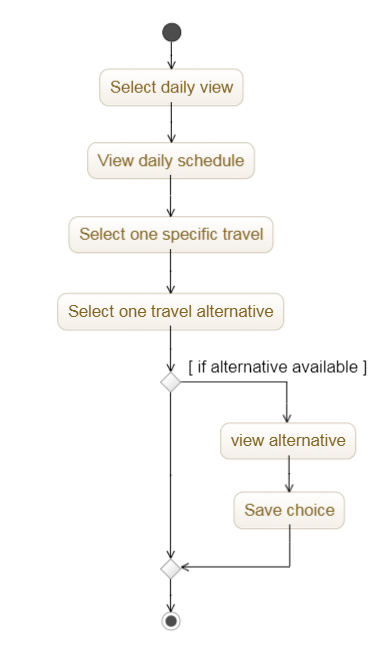 Select daily view
View daily schedule
Select one specific travel
Select one travel alternative
[ if alternative available ]
view alternative
Save choice